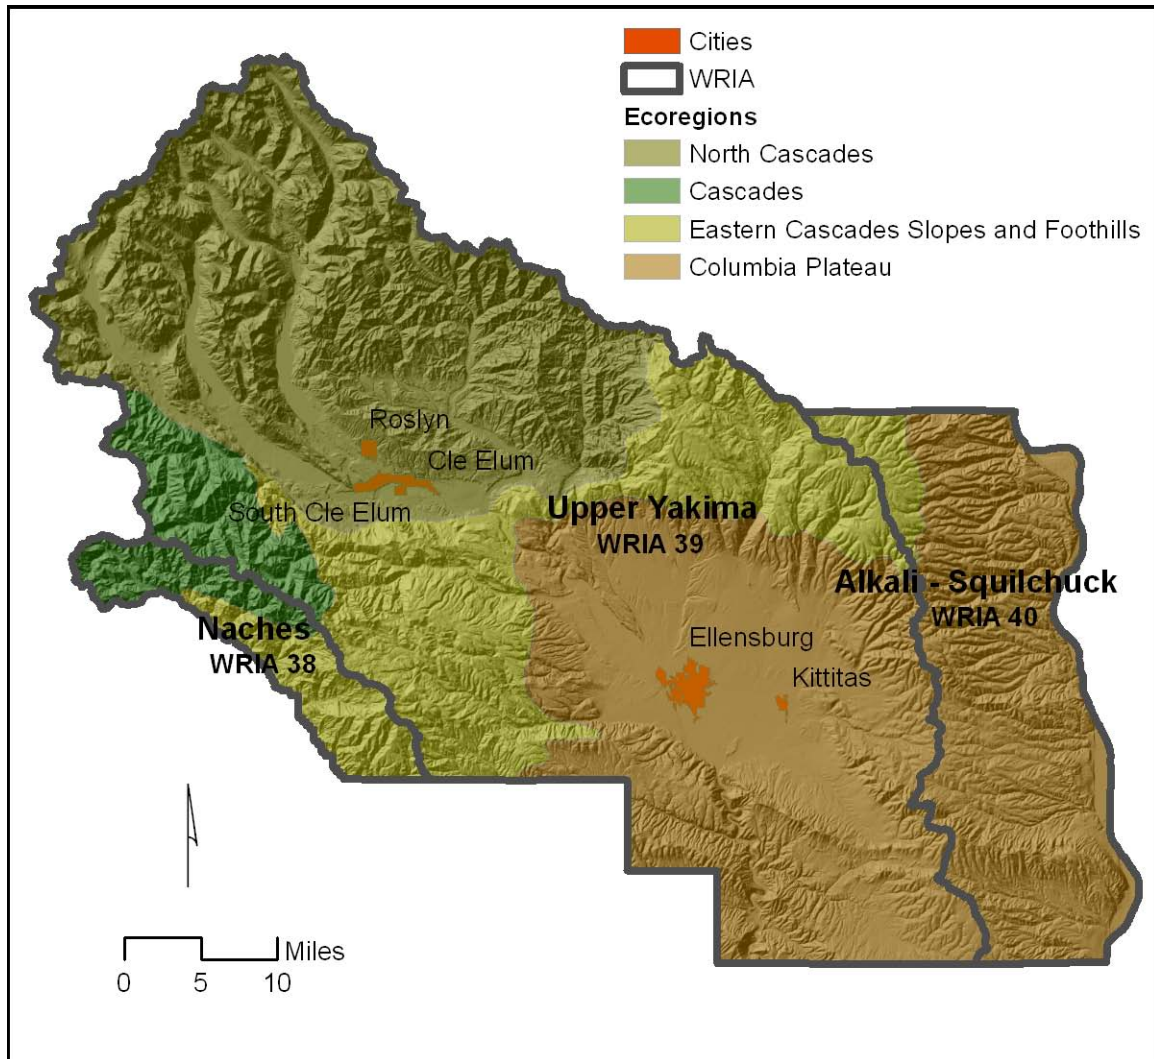 Cities
WRIA
Ecoregions
North Cascades
Cascades
Eastern Cascades Slopes and Foothills
Columbia Plateau
Roslyn
Cle Elum
South Cle Elum
Upper Yakima
WRIA 39
Alkali - Squilchuck
WRIA 40
Naches
WRIA 38
Ellensburg
Kittitas
Miles
0 5 10